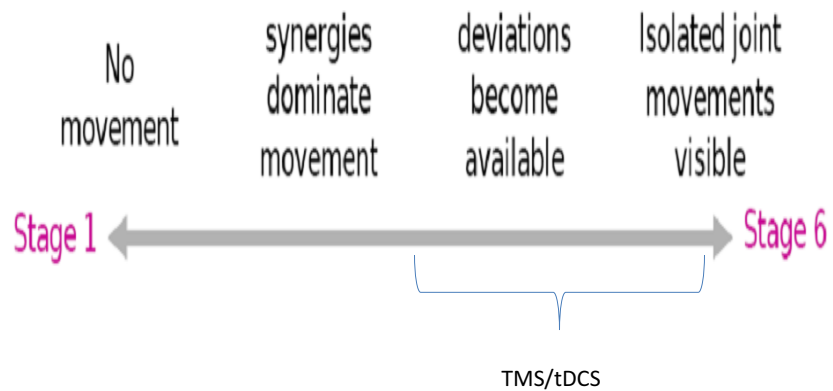 No
movement
synergies
dominate
movement
deviations
become
available
Isolated joint
movements
visible
Stage 1
Stage 6
TMS/tDCS